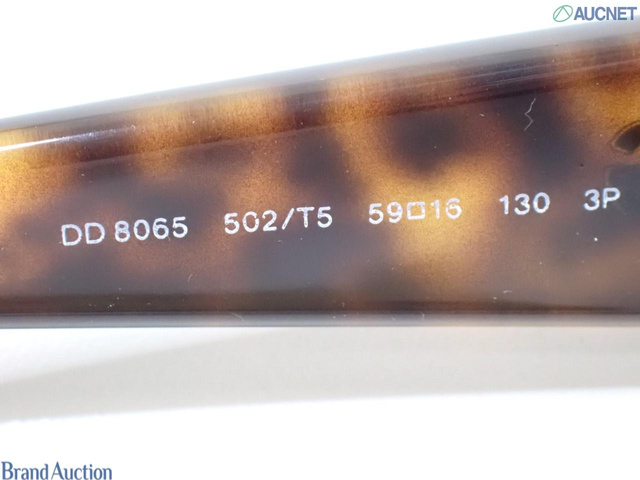 AUCNET
DD 8065 502/T5 59□16 130 3P
Brand Auction